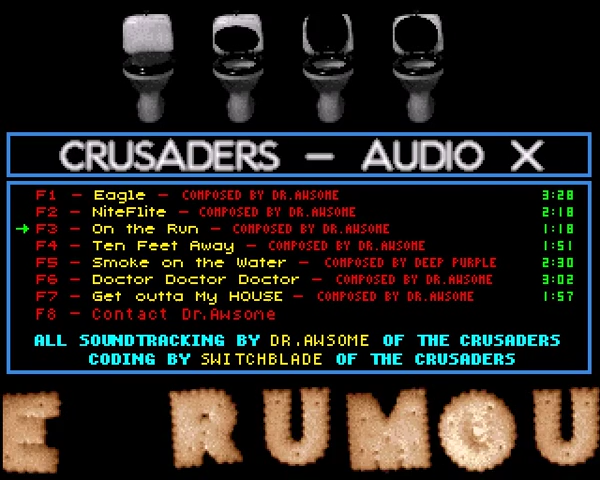 CRUSADERS – AUDIO X
F1 – Eagle – COMPOSED BY DR.AWSOME 3:28
F2 – NiteFlite – COMPOSED BY DR.AWSOME 2:18
F3 – On the Run – COMPOSED BY DR.AWSOME 1:18
F4 – Ten Feet Away – COMPOSED BY DR.AWSOME 1:51
F5 – Smoke on the Water – COMPOSED BY DEEP PURPLE 2:30
F6 – Doctor Doctor Doctor – COMPOSED BY DR.AWSOME 3:02
F7 – Get outta My HOUSE – COMPOSED BY DR.AWSOME 1:57
F8 – Contact Dr.Awsome
ALL SOUNDTRACKING BY DR.AWSOME OF THE CRUSADERS
CODING BY SWITCHBLADE OF THE CRUSADERS
E RUMOU